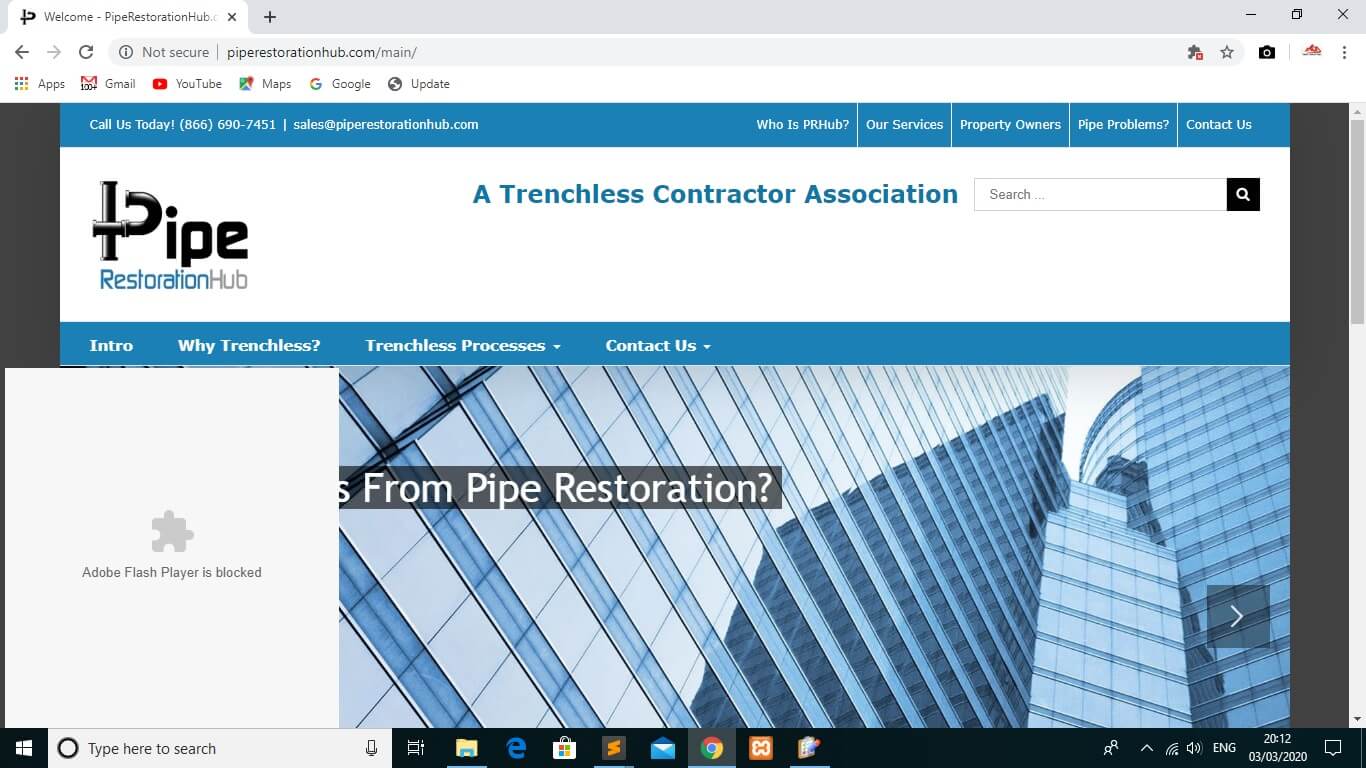 Welcome - PipeRestorationHub.c
Not secure | piperestorationhub.com/main/
Apps Gmail YouTube Maps Google Update
Call Us Today! (866) 690-7451 | sales@piperestorationhub.com
Who Is PRHub? Our Services Property Owners Pipe Problems? Contact Us
A Trenchless Contractor Association
Search ...
Pipe
RestorationHub
Intro Why Trenchless? Trenchless Processes Contact Us
s From Pipe Restoration?
Adobe Flash Player is blocked
Type here to search
ENG
20:12
03/03/2020